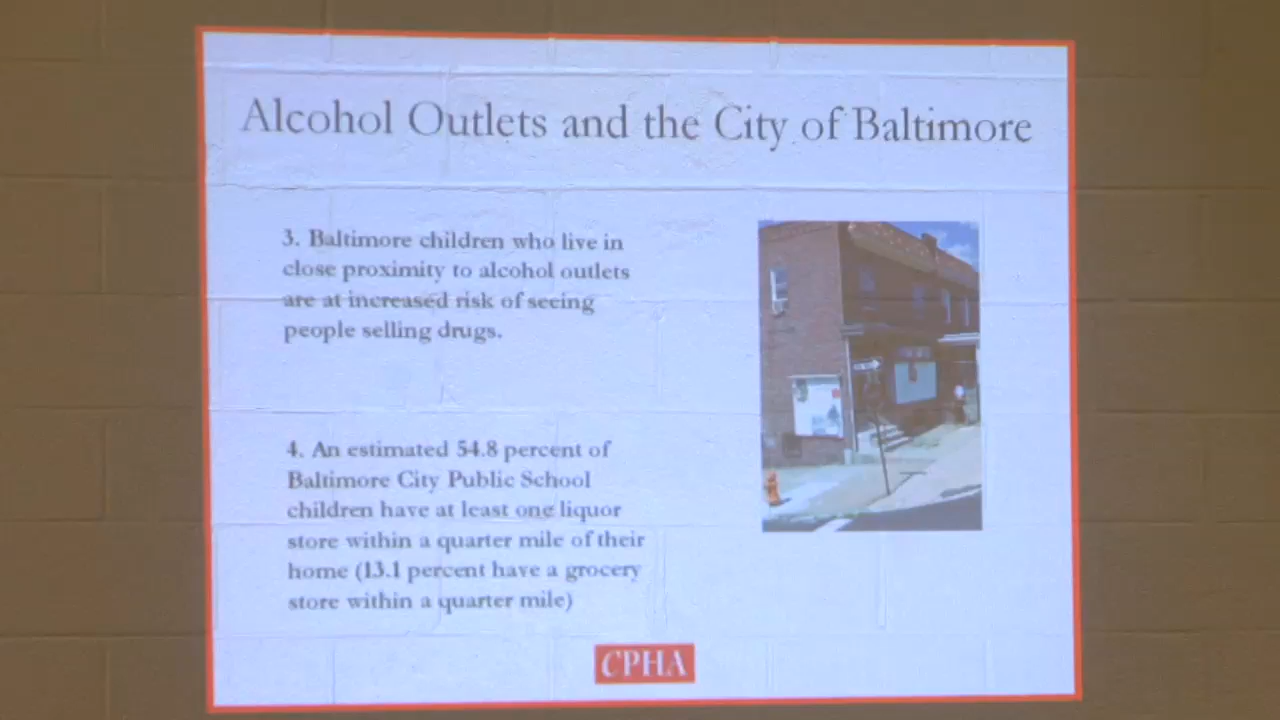 Alcohol Outlets and the City of Baltimore
3. Baltimore children who live in
close proximity to alcohol outlets
are at increased risk of seeing
people selling drugs.
4. An estimated 54.8 percent of
Baltimore City Public School
children have at least one liquor
store within a quarter mile of their
home (13.1 percent have a grocery
store within a quarter mile)
CPHA